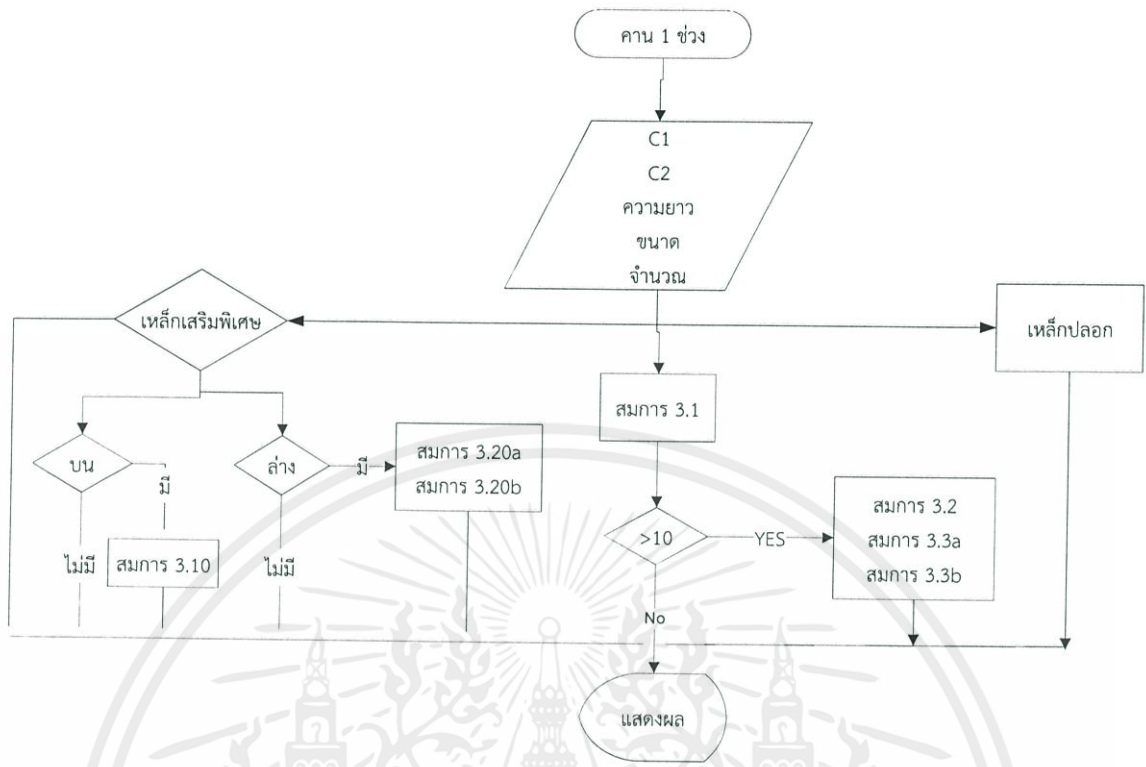 คาน 1 ช่วง
C1
C2
ความยาว
ขนาด
จำนวณ
เหล็กเสริมพิเศษ
เหล็กปลอก
สมการ 3.1
บน
มี
ล่าง
มี
สมการ 3.20a
สมการ 3.20b
>10
YES
สมการ 3.2
สมการ 3.3a
สมการ 3.3b
ไม่มี
สมการ 3.10
ไม่มี
No
แสดงผล